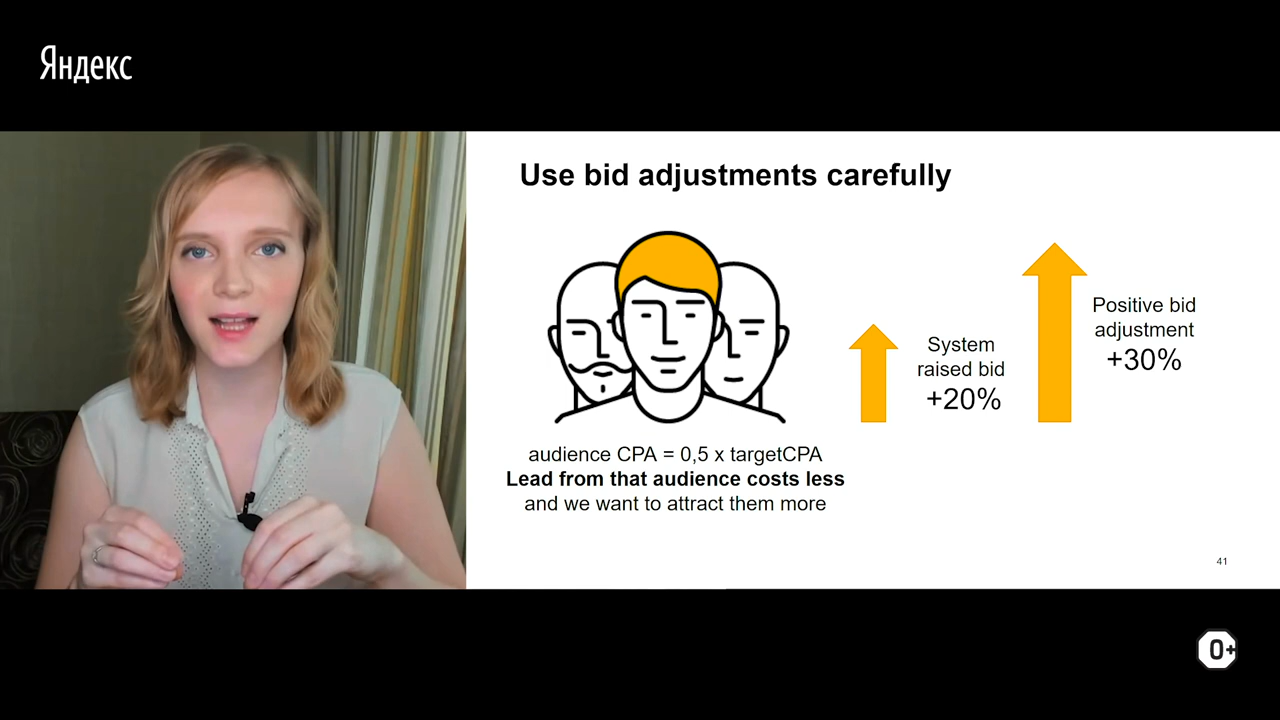 Яндекс
Use bid adjustments carefully
System
raised bid
+20%
Positive bid
adjustment
+30%
audience CPA = 0,5 x targetCPA
Lead from that audience costs less
and we want to attract them more
41
0+